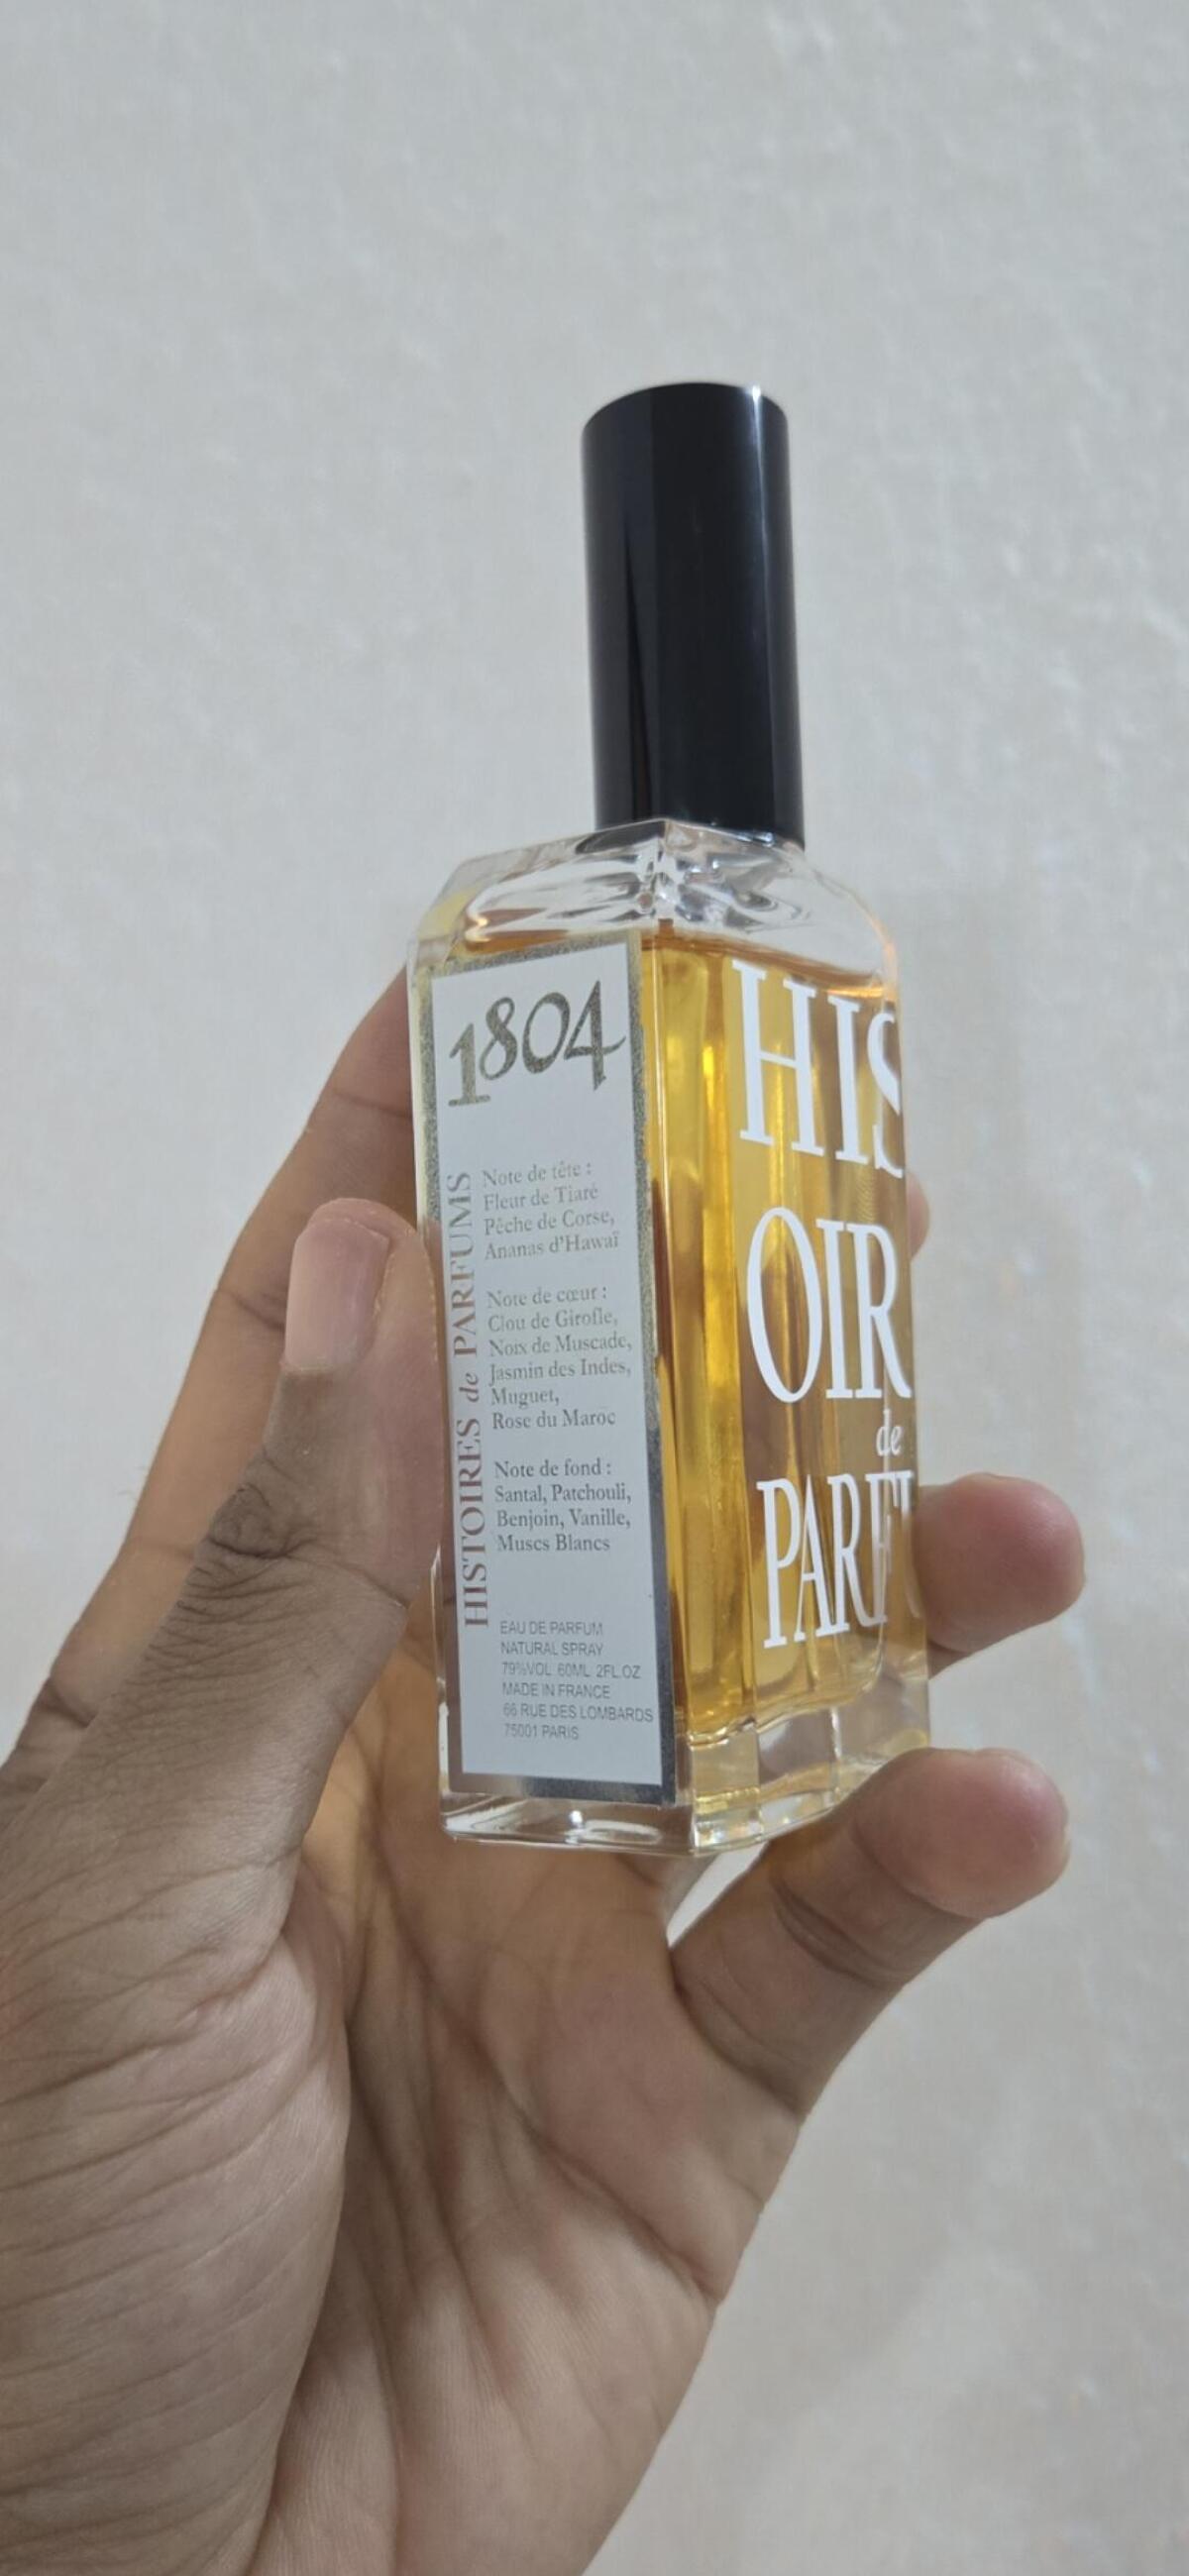 1804
HISTOIRES de PARFUMS
Note de tête :
Fleur de Tiaré
Pêche de Corse,
Ananas d'Hawaï
Note de cœur :
Clou de Girofle,
Noix de Muscade,
Jasmin des Indes,
Muguet,
Rose du Maroc
Note de fond :
Santal, Patchouli,
Benjoin, Vanille,
Muscs Blancs
EAU DE PARFUM
NATURAL SPRAY
79%VOL 60ML 2FL.OZ
MADE IN FRANCE
66 RUE DES LOMBARDS
75001 PARIS
HIS
OIR
de
PARFU